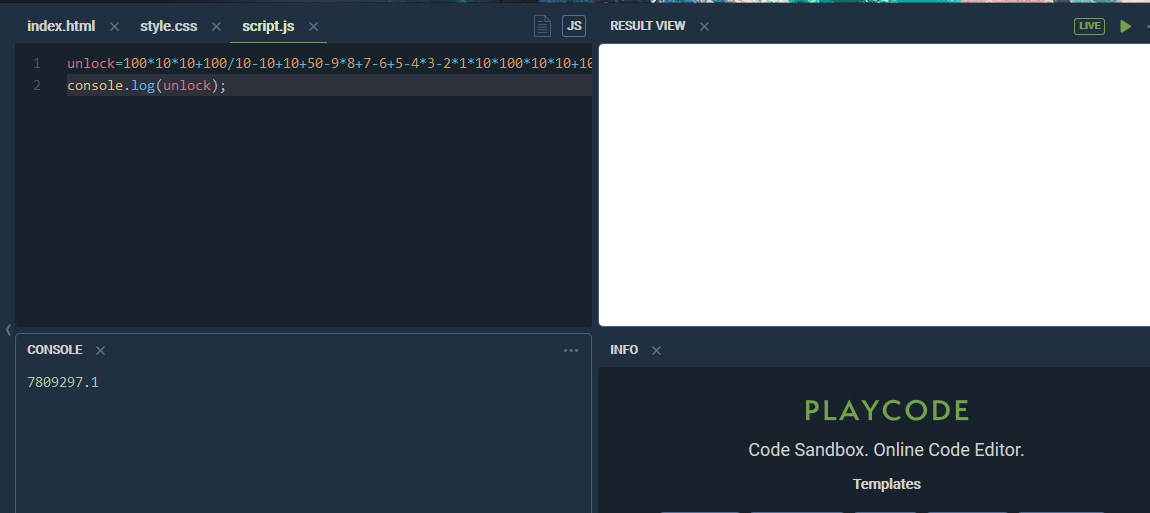 index.html × style.css × script.js × JS
1 unlock=100*10*10+100/10-10+10+50-9*8+7-6+5-4*3-2*1*10*100*10*10+10
2 console.log(unlock);
CONSOLE ×
7809297.1
RESULT VIEW × LIVE
INFO ×
PLAYCODE
Code Sandbox. Online Code Editor.
Templates